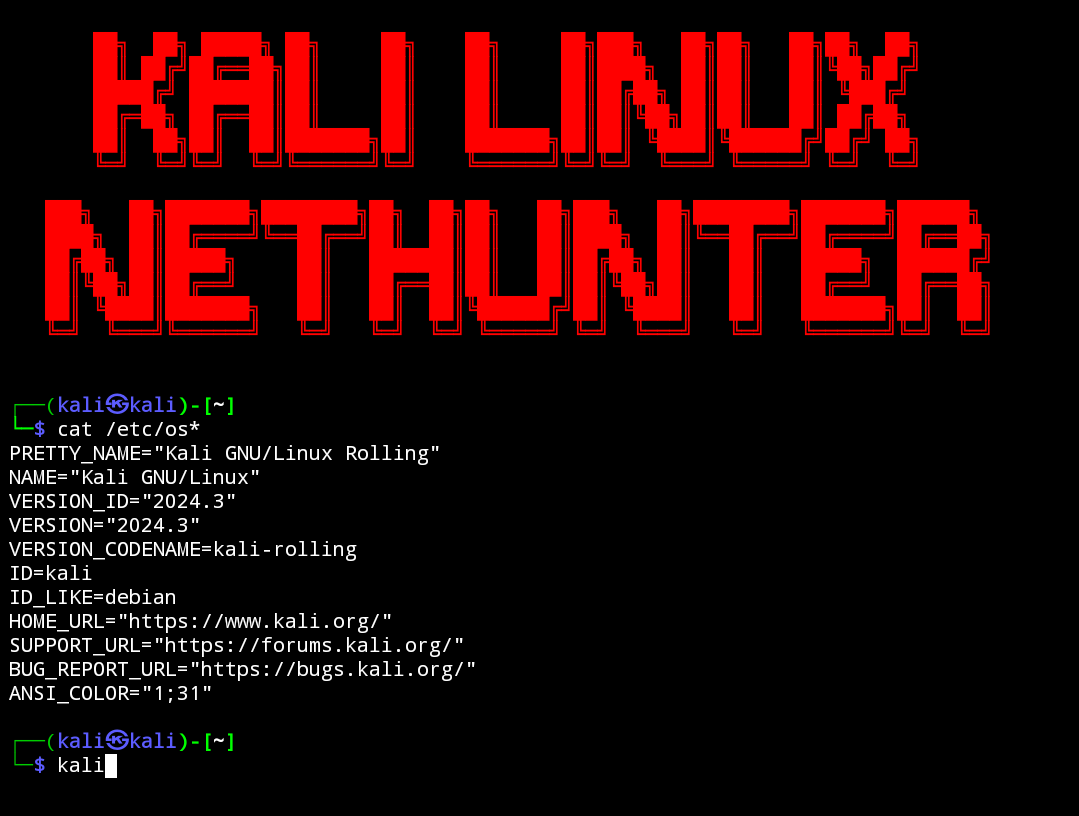 KALI LINUX
NETHUNTER
┌──(kali㉿kali)-[~]
└─$ cat /etc/os*
PRETTY_NAME="Kali GNU/Linux Rolling"
NAME="Kali GNU/Linux"
VERSION_ID="2024.3"
VERSION="2024.3"
VERSION_CODENAME=kali-rolling
ID=kali
ID_LIKE=debian
HOME_URL="https://www.kali.org/"
SUPPORT_URL="https://forums.kali.org/"
BUG_REPORT_URL="https://bugs.kali.org/"
ANSI_COLOR="1;31"
┌──(kali㉿kali)-[~]
└─$ kali